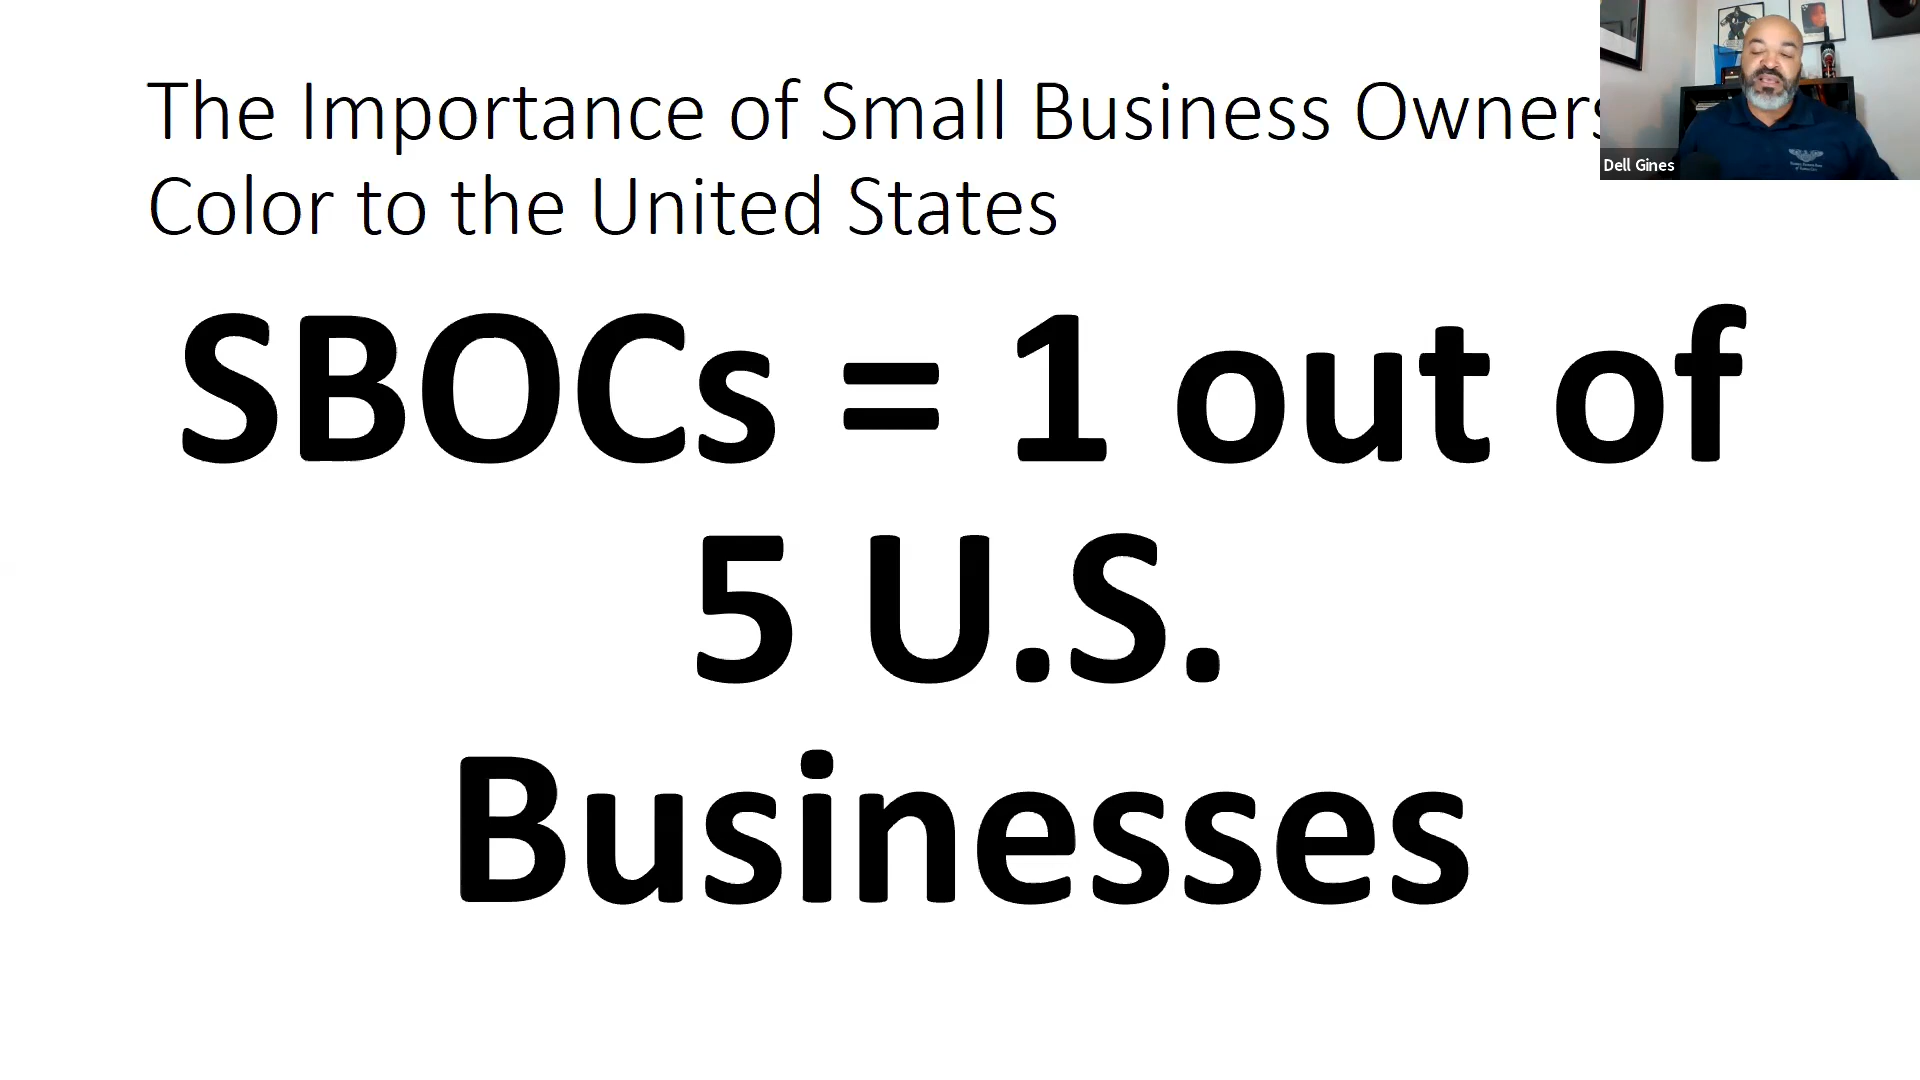 The Importance of Small Business Owners
Color to the United States
SBOCs = 1 out of
5 U.S.
Businesses
Dell Gines